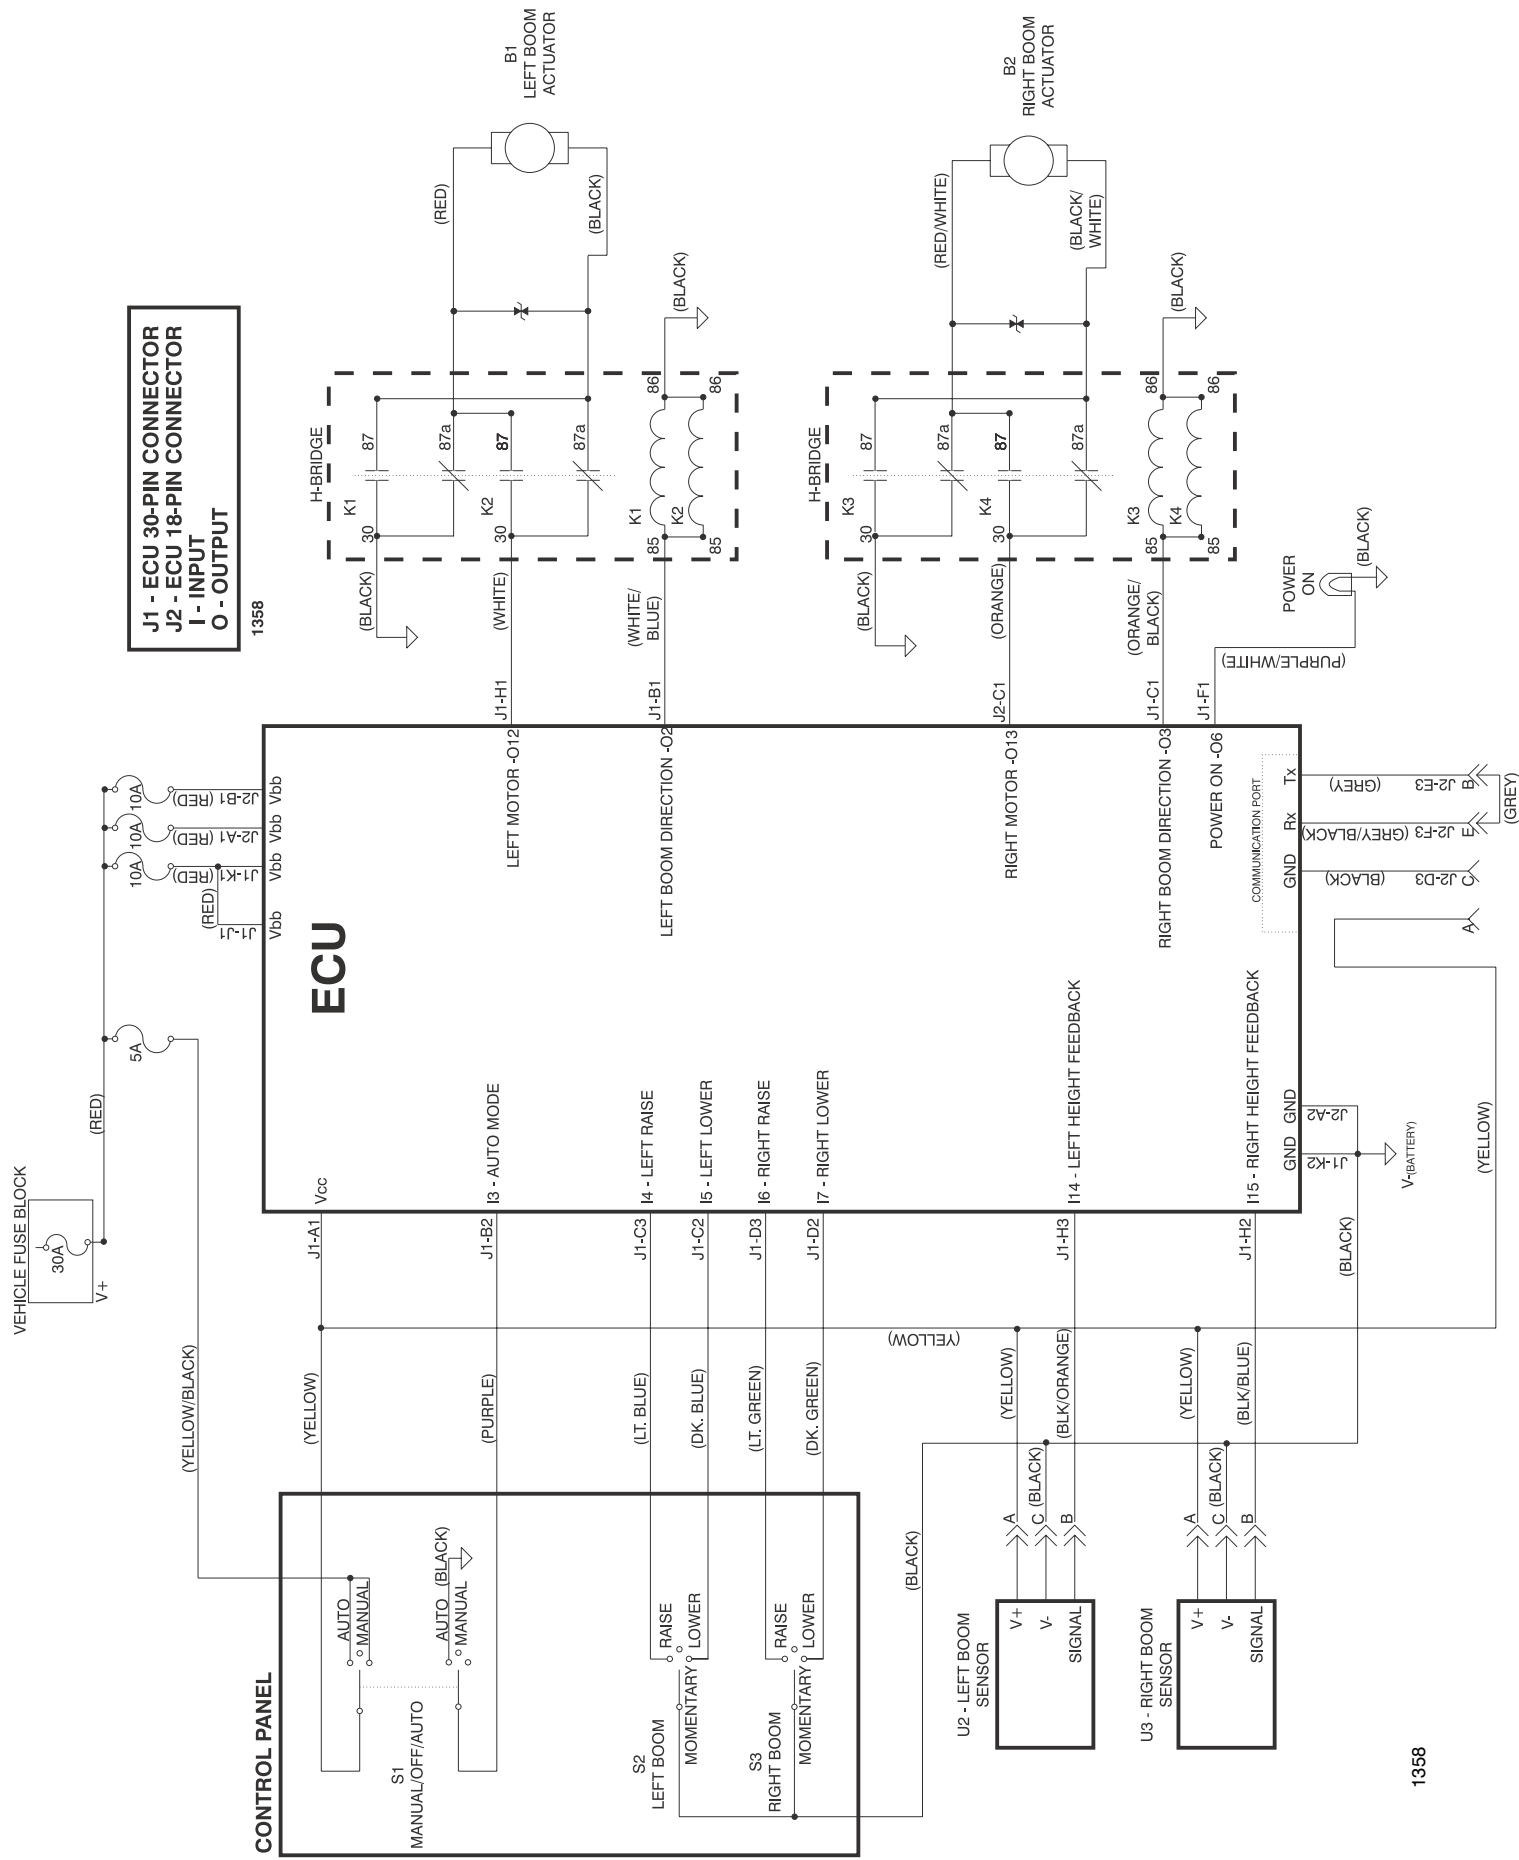 J1 - ECU 30-PIN CONNECTOR
J2 - ECU 18-PIN CONNECTOR
I - INPUT
O - OUTPUT
1358
VEHICLE FUSE BLOCK
30A
V+
(RED)
5A
10A
10A
10A
(RED)
(RED)
(RED)
(RED)
J1-J1
J1-K1
J2-A1
J2-B1
Vbb
Vbb
Vbb
Vbb
(YELLOW/BLACK)
ECU
CONTROL PANEL
S1
MANUAL/OFF/AUTO
AUTO
MANUAL
AUTO
MANUAL
(BLACK)
S2
LEFT BOOM
MOMENTARY
RAISE
LOWER
S3
RIGHT BOOM
MOMENTARY
RAISE
LOWER
(YELLOW)
J1-A1
Vcc
(PURPLE)
J1-B2
I3 - AUTO MODE
(LT. BLUE)
J1-C3
I4 - LEFT RAISE
(DK. BLUE)
J1-C2
I5 - LEFT LOWER
(LT. GREEN)
J1-D3
I6 - RIGHT RAISE
(DK. GREEN)
J1-D2
I7 - RIGHT LOWER
(YELLOW)
(BLACK)
U2 - LEFT BOOM
SENSOR
V+
V-
SIGNAL
A
C
B
(YELLOW)
(BLACK)
(BLK/ORANGE)
J1-H3
I14 - LEFT HEIGHT FEEDBACK
U3 - RIGHT BOOM
SENSOR
V+
V-
SIGNAL
A
C
B
(YELLOW)
(BLACK)
(BLK/BLUE)
J1-H2
I15 - RIGHT HEIGHT FEEDBACK
(BLACK)
GND
GND
J1-K2
J2-A2
V-(BATTERY)
(YELLOW)
COMMUNICATION PORT
GND
Rx
Tx
(BLACK)
(GREY/BLACK)
(GREY)
J2-D3
J2-F3
J2-E3
A
C
E
B
(GREY)
LEFT MOTOR -O12
J1-H1
(WHITE)
LEFT BOOM DIRECTION -O2
J1-B1
(WHITE/
BLUE)
RIGHT MOTOR -O13
J2-C1
(ORANGE)
RIGHT BOOM DIRECTION -O3
J1-C1
(ORANGE/
BLACK)
POWER ON -O6
J1-F1
(PURPLE/WHITE)
POWER
ON
(BLACK)
H-BRIDGE
(BLACK)
30
K1
87
87a
30
K2
87
87a
85
K1
86
85
K2
86
(BLACK)
(RED)
(BLACK)
B1
LEFT BOOM
ACTUATOR
H-BRIDGE
(BLACK)
30
K3
87
87a
30
K4
87
87a
85
K3
86
85
K4
86
(BLACK)
(RED/WHITE)
(BLACK/
WHITE)
B2
RIGHT BOOM
ACTUATOR
1358